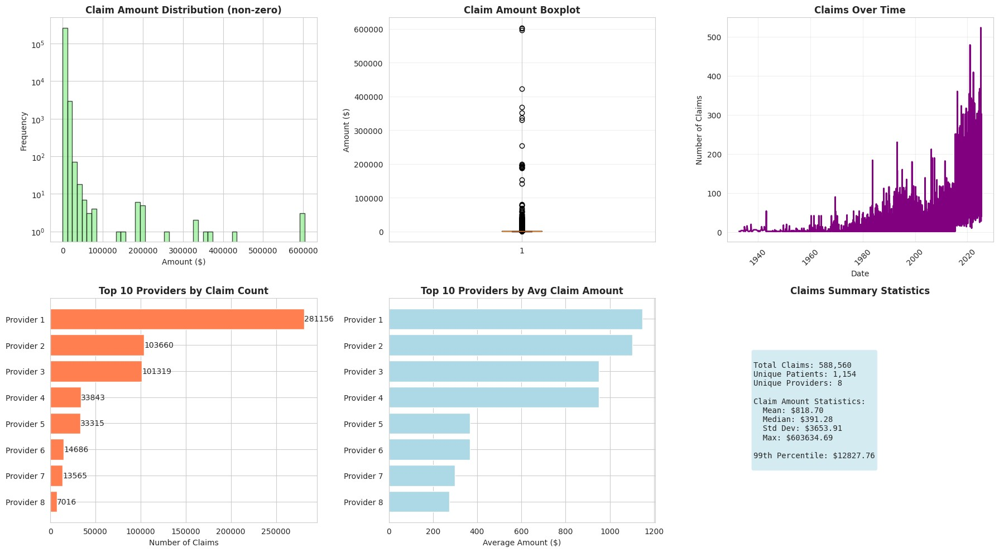 Claim Amount Distribution (non-zero)
Frequency
10^5
10^4
10^3
10^2
10^1
10^0
0 100000 200000 300000 400000 500000 600000
Amount ($)
Claim Amount Boxplot
Amount ($)
600000
500000
400000
300000
200000
100000
0
1
Claims Over Time
Number of Claims
500
400
300
200
100
0
1940 1960 1980 2000 2020
Date
Top 10 Providers by Claim Count
Provider 1 281156
Provider 2 103660
Provider 3 101319
Provider 4 33843
Provider 5 33315
Provider 6 14686
Provider 7 13565
Provider 8 7016
0 50000 100000 150000 200000 250000
Number of Claims
Top 10 Providers by Avg Claim Amount
Provider 1
Provider 2
Provider 3
Provider 4
Provider 5
Provider 6
Provider 7
Provider 8
0 200 400 600 800 1000 1200
Average Amount ($)
Claims Summary Statistics
Total Claims: 588,560
Unique Patients: 1,154
Unique Providers: 8
Claim Amount Statistics:
Mean: $818.70
Median: $391.28
Std Dev: $3653.91
Max: $603634.69
99th Percentile: $12827.76